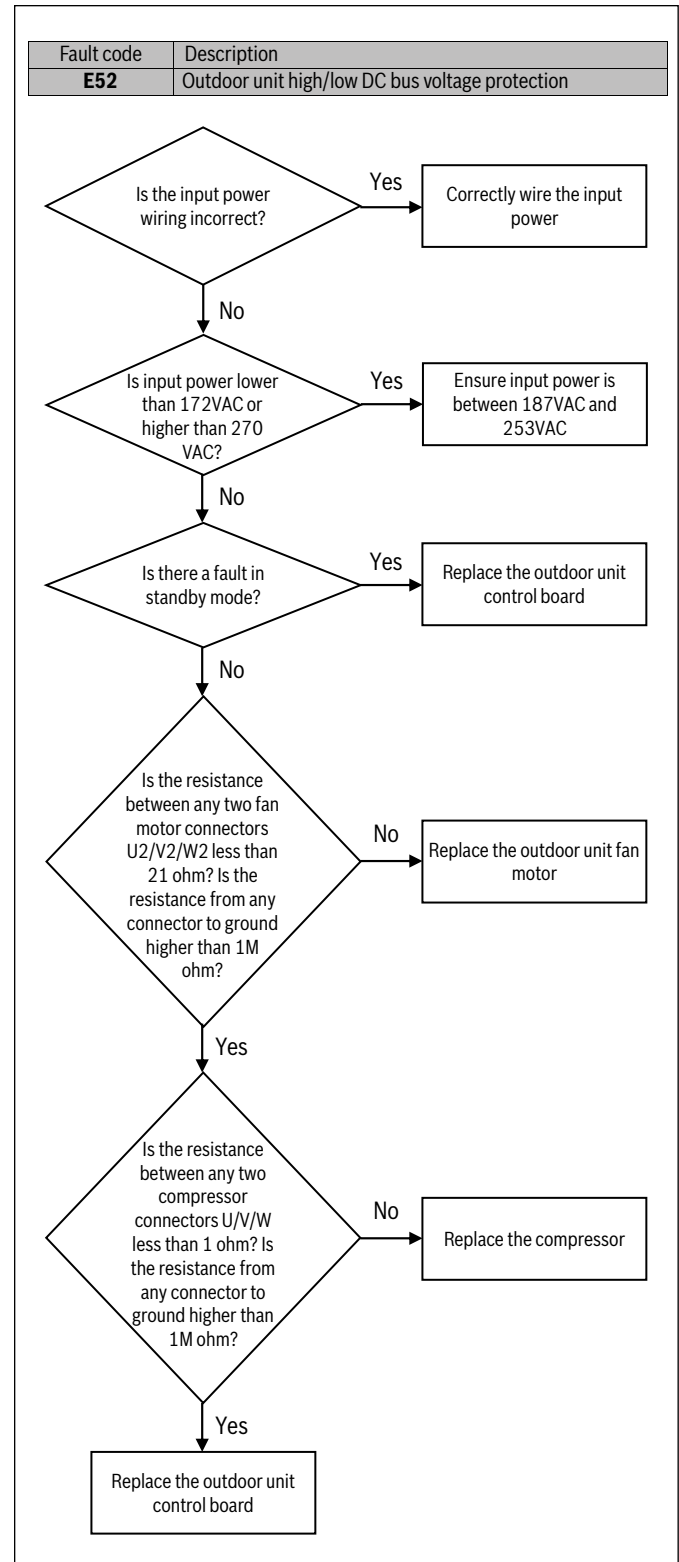 Fault code Description
E52 Outdoor unit high/low DC bus voltage protection
Is the input power
wiring incorrect?
Yes
Correctly wire the input
power
No
Is input power lower
than 172VAC or
higher than 270
VAC?
Yes
Ensure input power is
between 187VAC and
253VAC
No
Is there a fault in
standby mode?
Yes
Replace the outdoor unit
control board
No
Is the resistance
between any two fan
motor connectors
U2/V2/W2 less than
21 ohm? Is the
resistance from any
connector to ground
higher than 1M
ohm?
No
Replace the outdoor unit fan
motor
Yes
Is the resistance
between any two
compressor
connectors U/V/W
less than 1 ohm? Is
the resistance from
any connector to
ground higher than
1M ohm?
No
Replace the compressor
Yes
Replace the outdoor unit
control board